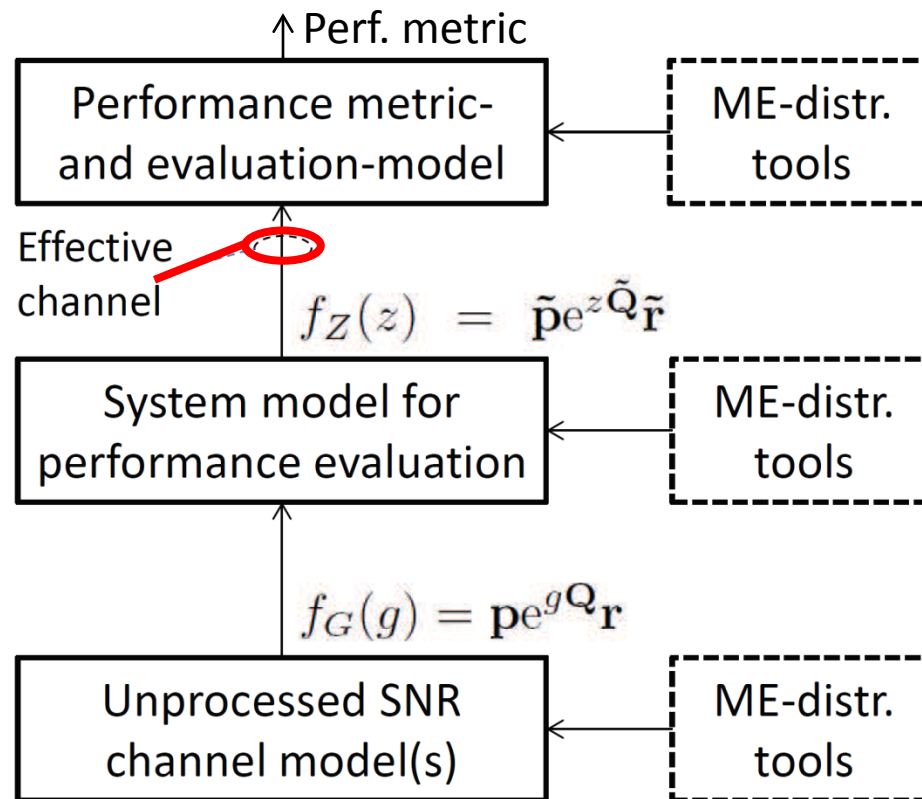 Perf. metric
Performance metric-
and evaluation-model
ME-distr.
tools
Effective
channel
f_Z(z) = p̃e^{zQ̃}r̃
System model for
performance evaluation
ME-distr.
tools
f_G(g) = pe^{gQ}r
Unprocessed SNR
channel model(s)
ME-distr.
tools